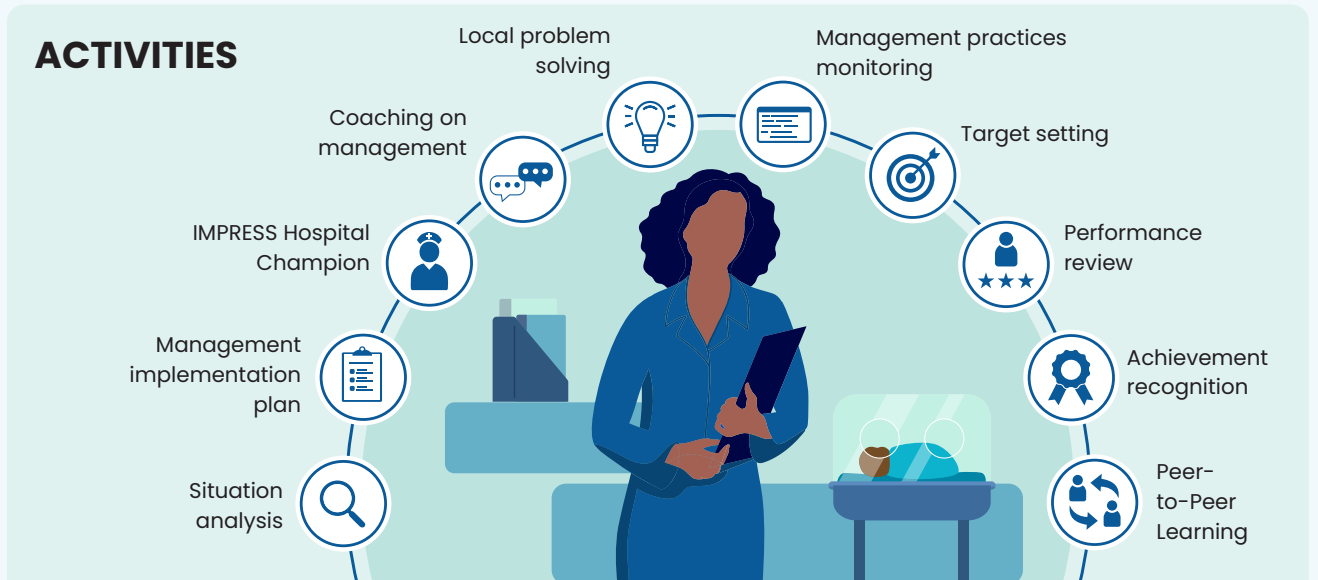 ACTIVITIES
Local problem
solving
Management practices
monitoring
Coaching on
management
Target setting
IMPRESS Hospital
Champion
Performance
review
Management
implementation
plan
Achievement
recognition
Situation
analysis
Peer-
to-Peer
Learning